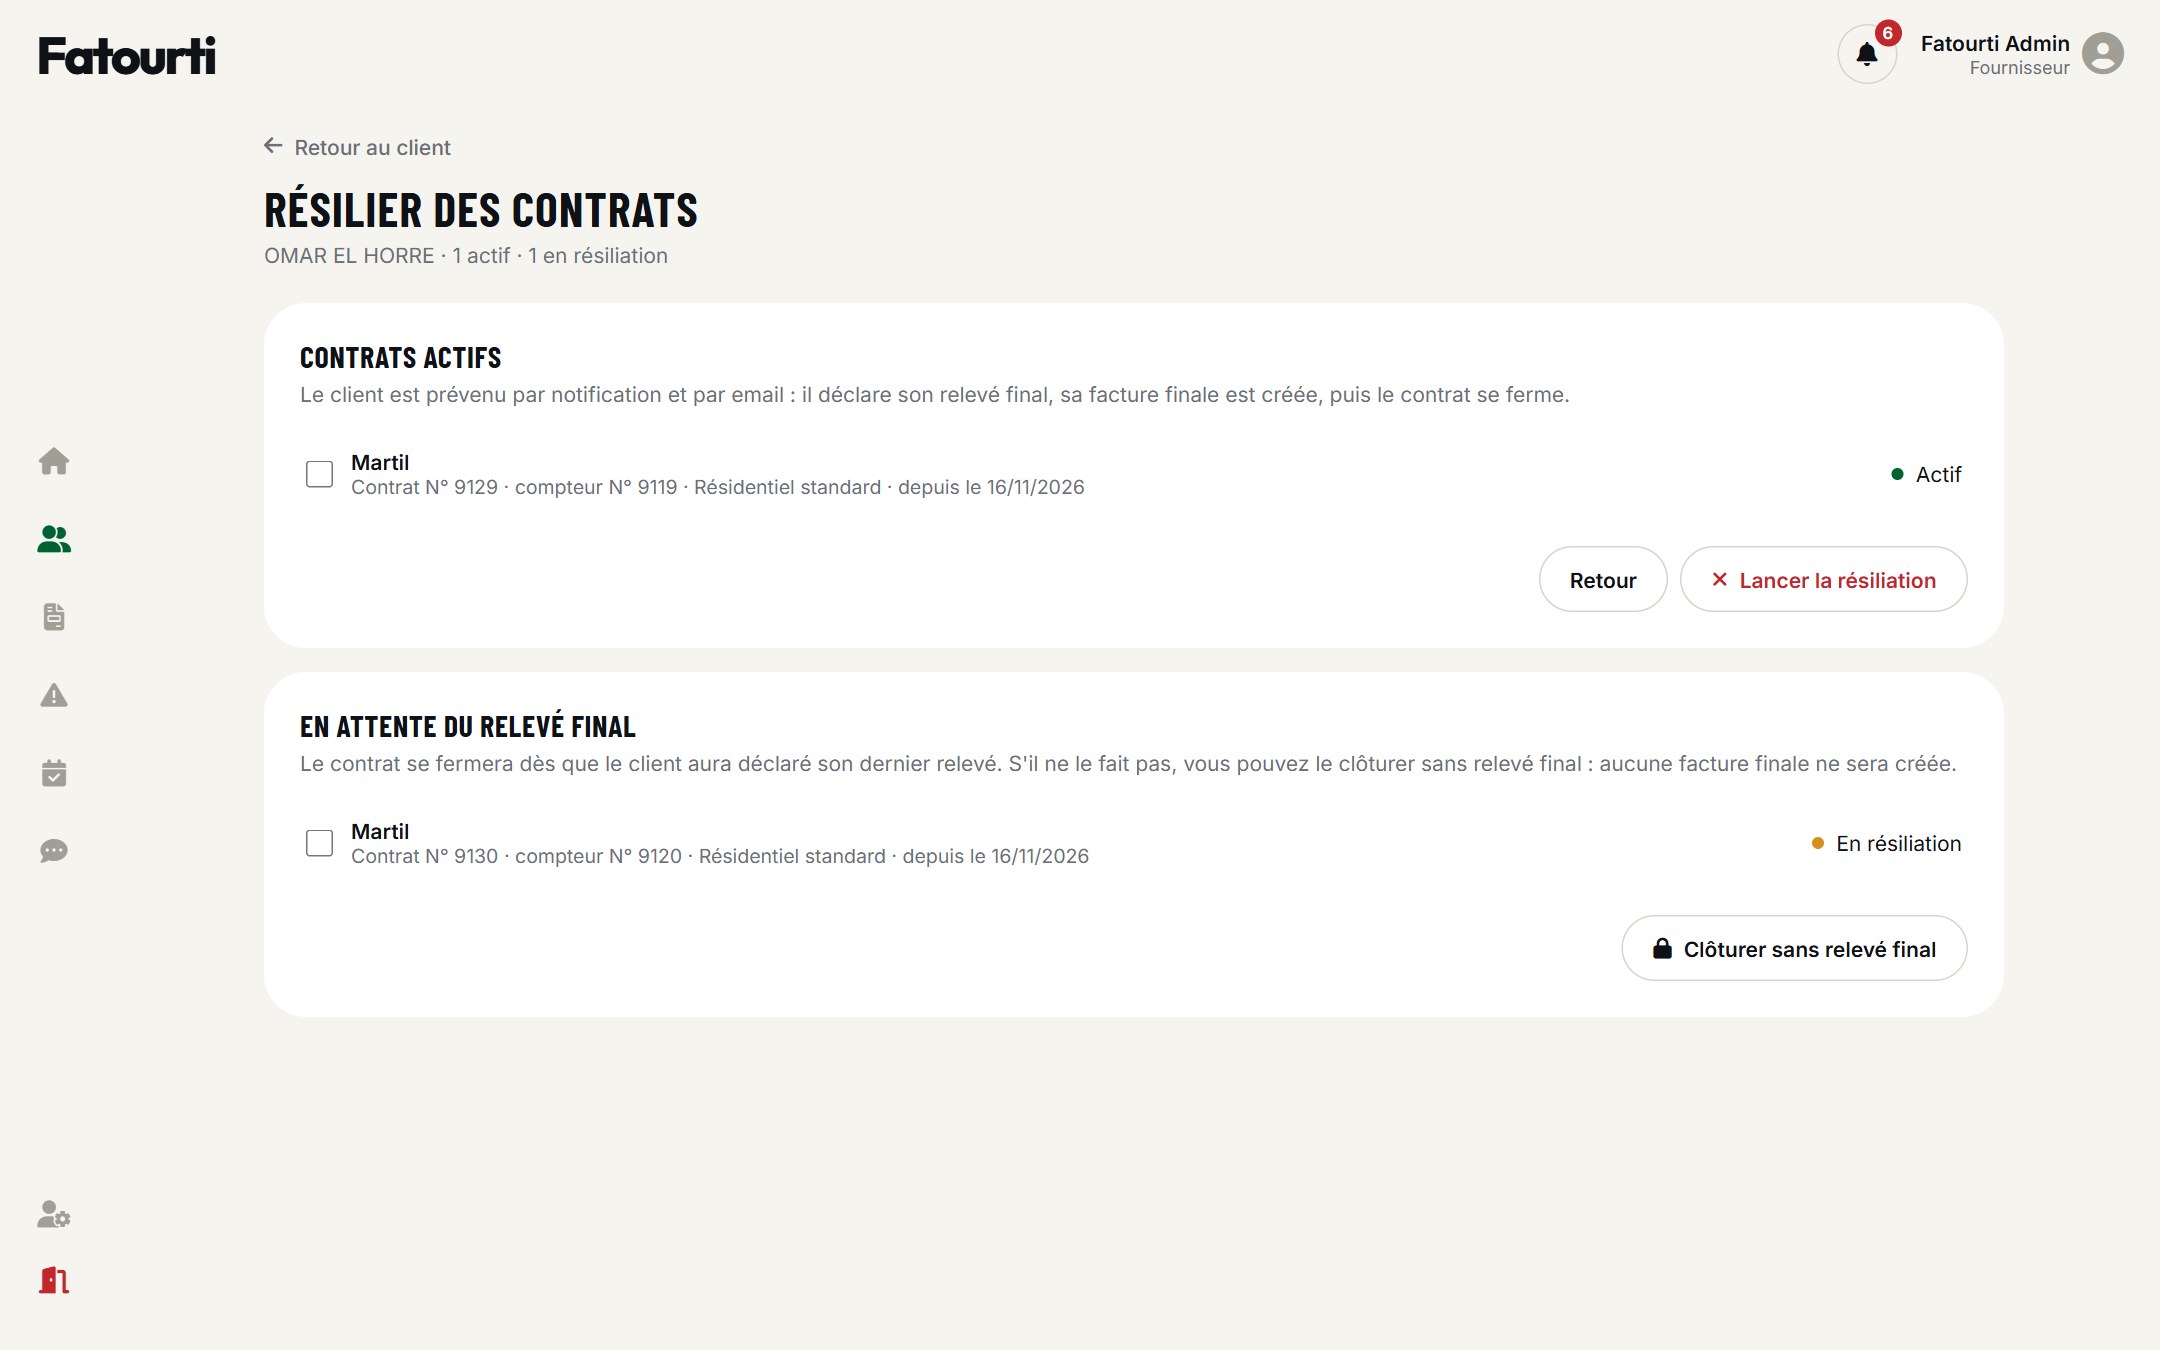 Fatourti
6
Fatourti Admin
Fournisseur
Retour au client
RÉSILIER DES CONTRATS
OMAR EL HORRE · 1 actif · 1 en résiliation
CONTRATS ACTIFS
Le client est prévenu par notification et par email : il déclare son relevé final, sa facture finale est créée, puis le contrat se ferme.
Martil
Contrat N° 9129 · compteur N° 9119 · Résidentiel standard · depuis le 16/11/2026
Actif
Retour
Lancer la résiliation
EN ATTENTE DU RELEVÉ FINAL
Le contrat se fermera dès que le client aura déclaré son dernier relevé. S'il ne le fait pas, vous pouvez le clôturer sans relevé final : aucune facture finale ne sera créée.
Martil
Contrat N° 9130 · compteur N° 9120 · Résidentiel standard · depuis le 16/11/2026
En résiliation
Clôturer sans relevé final